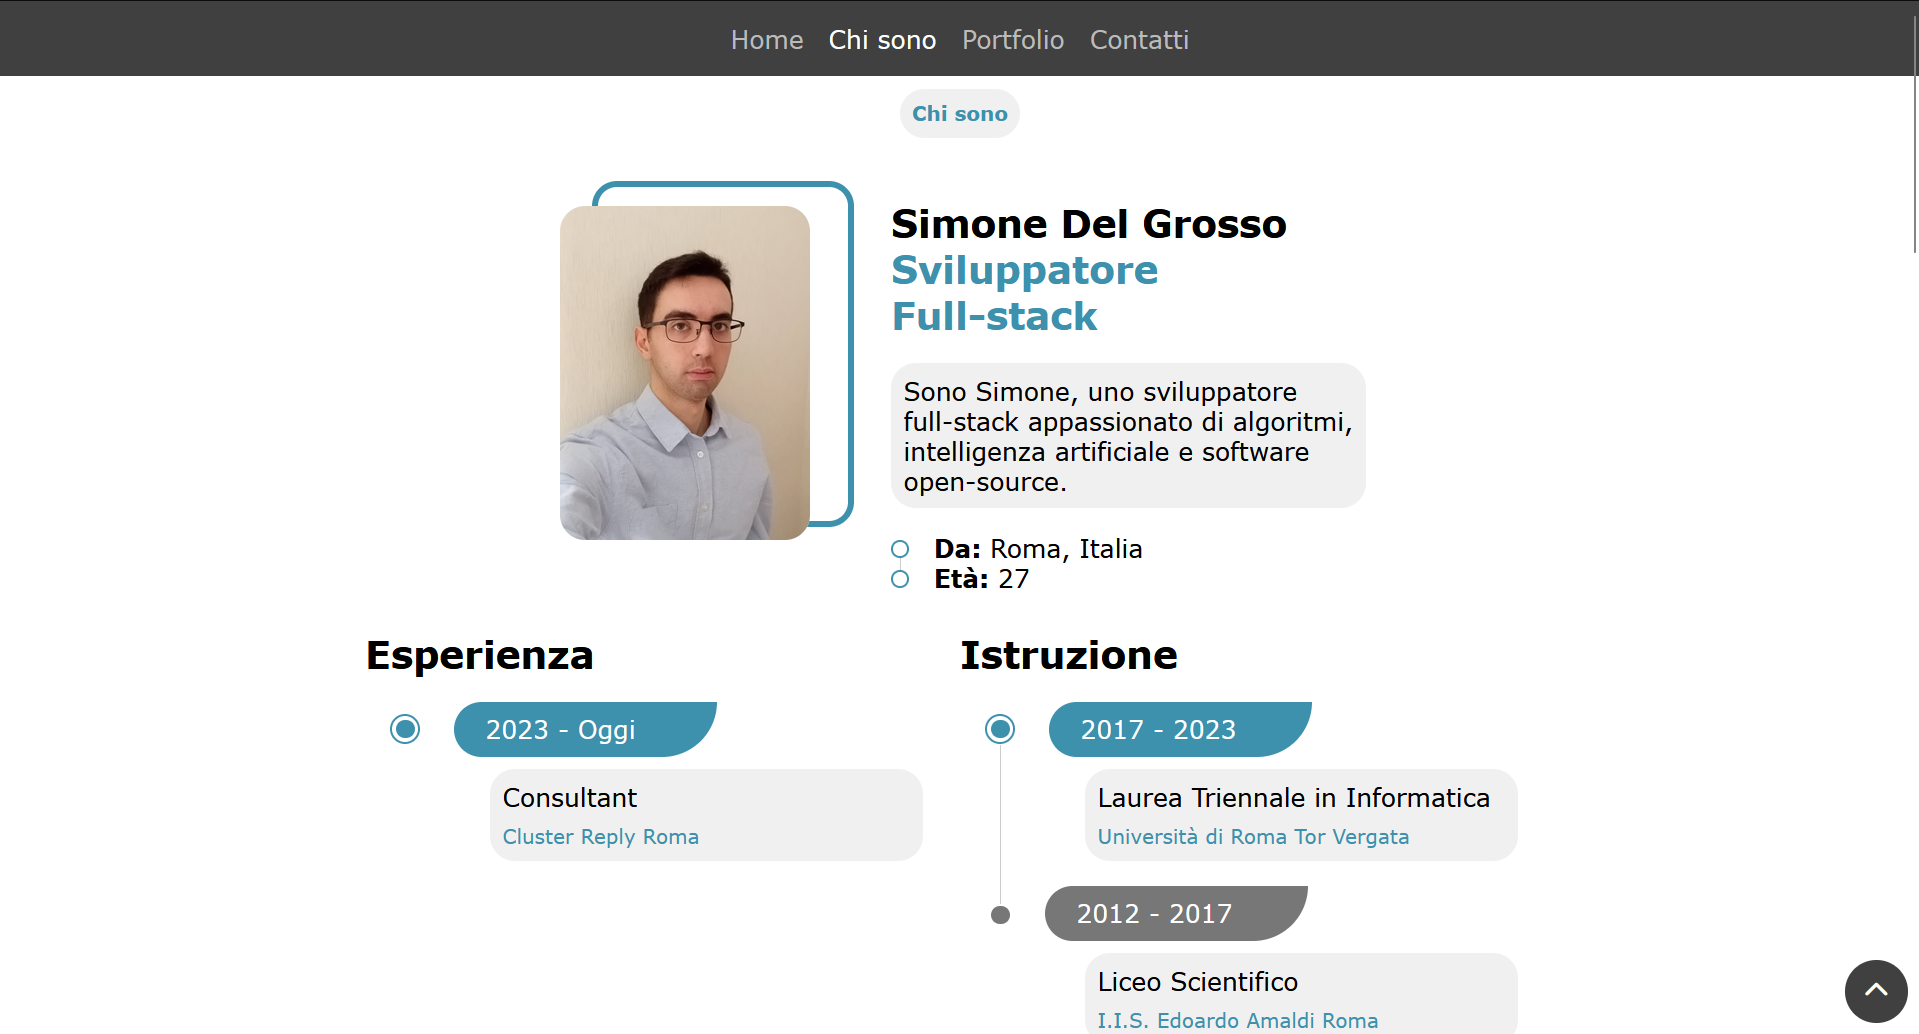 Home Chi sono Portfolio Contatti
Chi sono
Simone Del Grosso
Sviluppatore
Full-stack
Sono Simone, uno sviluppatore
full-stack appassionato di algoritmi,
intelligenza artificiale e software
open-source.
Da: Roma, Italia
Età: 27
Esperienza
2023 - Oggi
Consultant
Cluster Reply Roma
Istruzione
2017 - 2023
Laurea Triennale in Informatica
Università di Roma Tor Vergata
2012 - 2017
Liceo Scientifico
I.I.S. Edoardo Amaldi Roma